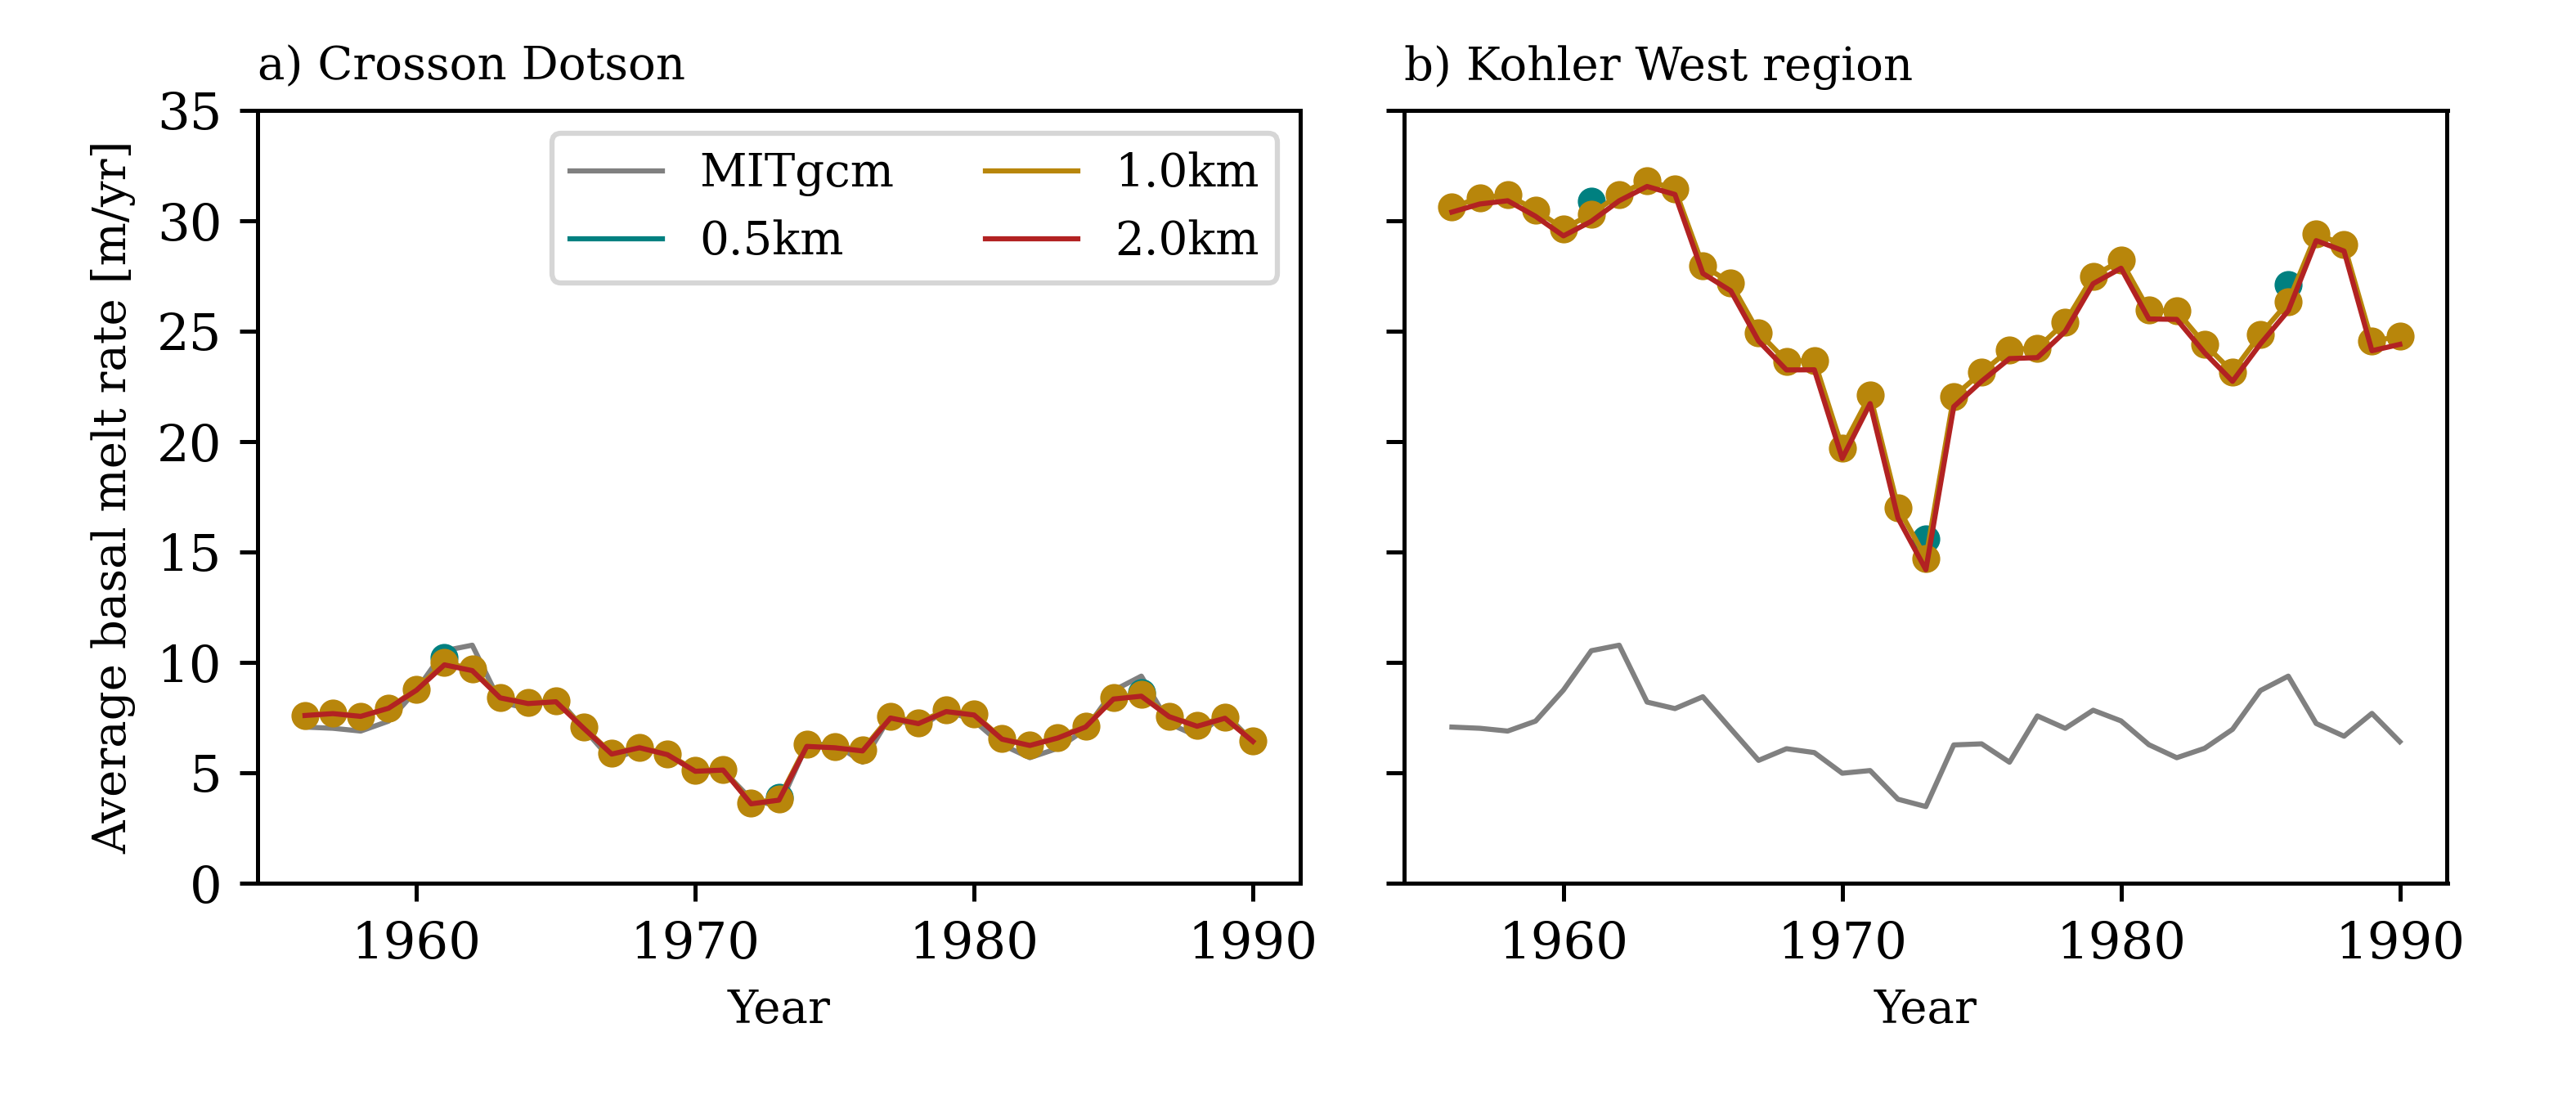 a) Crosson Dotson
b) Kohler West region
Average basal melt rate [m/yr]
35
30
25
20
15
10
5
0
MITgcm
0.5km
1.0km
2.0km
1960 1970 1980 1990
Year
1960 1970 1980 1990
Year